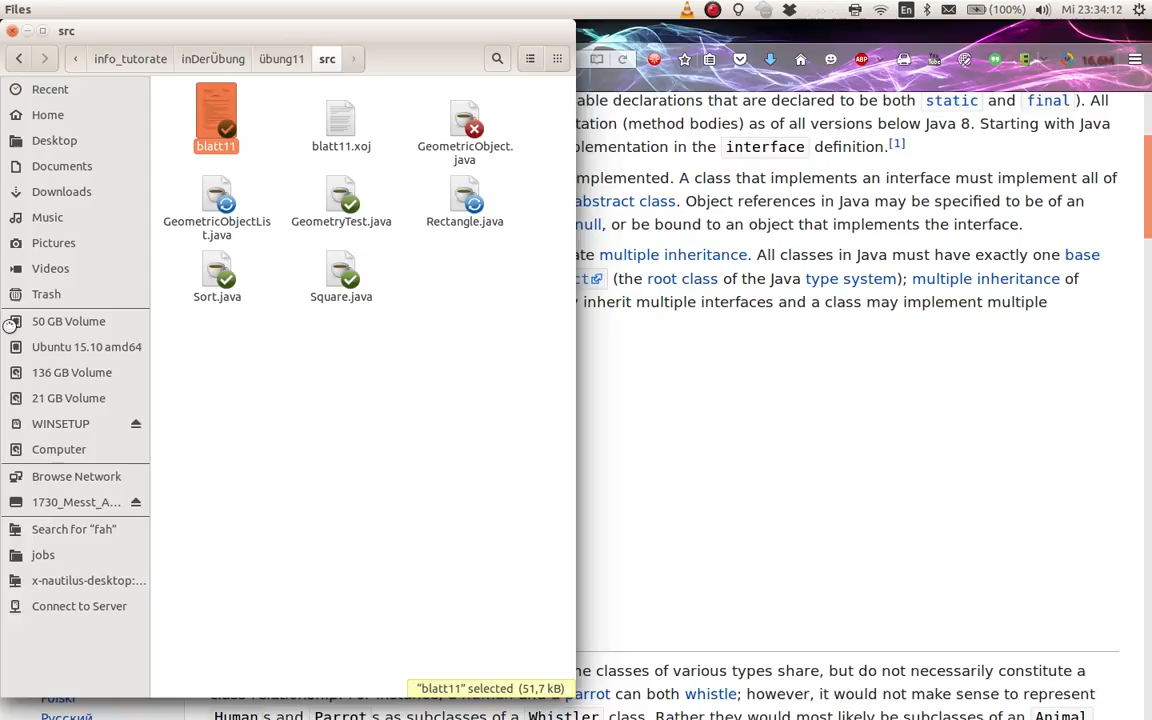 Files
En
(100%)
Mi 23:34:12
src
info_tutorate
inDerÜbung
übung11
src
ABP
You
Tube
16.6M
Recent
Home
Desktop
Documents
Downloads
Music
Pictures
Videos
Trash
50 GB Volume
Ubuntu 15.10 amd64
136 GB Volume
21 GB Volume
WINSETUP
Computer
Browse Network
1730_Messt_A...
Search for "fah"
jobs
x-nautilus-desktop:...
Connect to Server
blatt11
blatt11.xoj
GeometricObject.
java
GeometricObjectLis
t.java
GeometryTest.java
Rectangle.java
Sort.java
Square.java
"blatt11" selected (51,7 kB)
able declarations that are declared to be both static and final ). All
tation (method bodies) as of all versions below Java 8. Starting with Java
plementation in the interface definition.[1]
mplemented. A class that implements an interface must implement all of
abstract class. Object references in Java may be specified to be of an
null, or be bound to an object that implements the interface.
ate multiple inheritance. All classes in Java must have exactly one base
ct (the root class of the Java type system); multiple inheritance of
y inherit multiple interfaces and a class may implement multiple
he classes of various types share, but do not necessarily constitute a
parrot can both whistle; however, it would not make sense to represent
Human s and Parrot s as subclasses of a Whistler class. Rather they would most likely be subclasses of an Animal
Polski
Русский